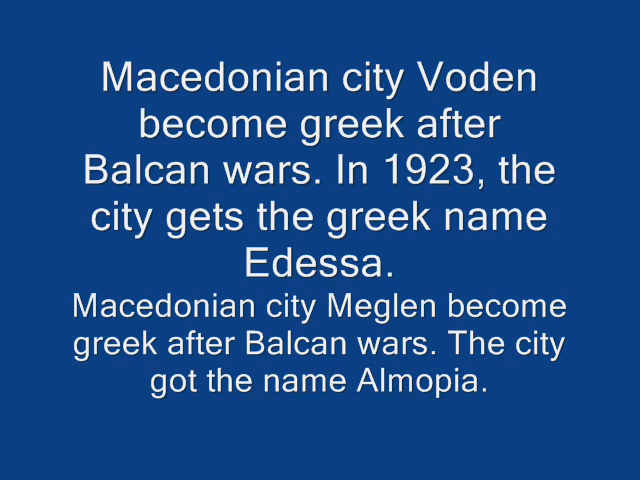 Macedonian city Voden
become greek after
Balcan wars. In 1923, the
city gets the greek name
Edessa.
Macedonian city Meglen become
greek after Balcan wars. The city
got the name Almopia.